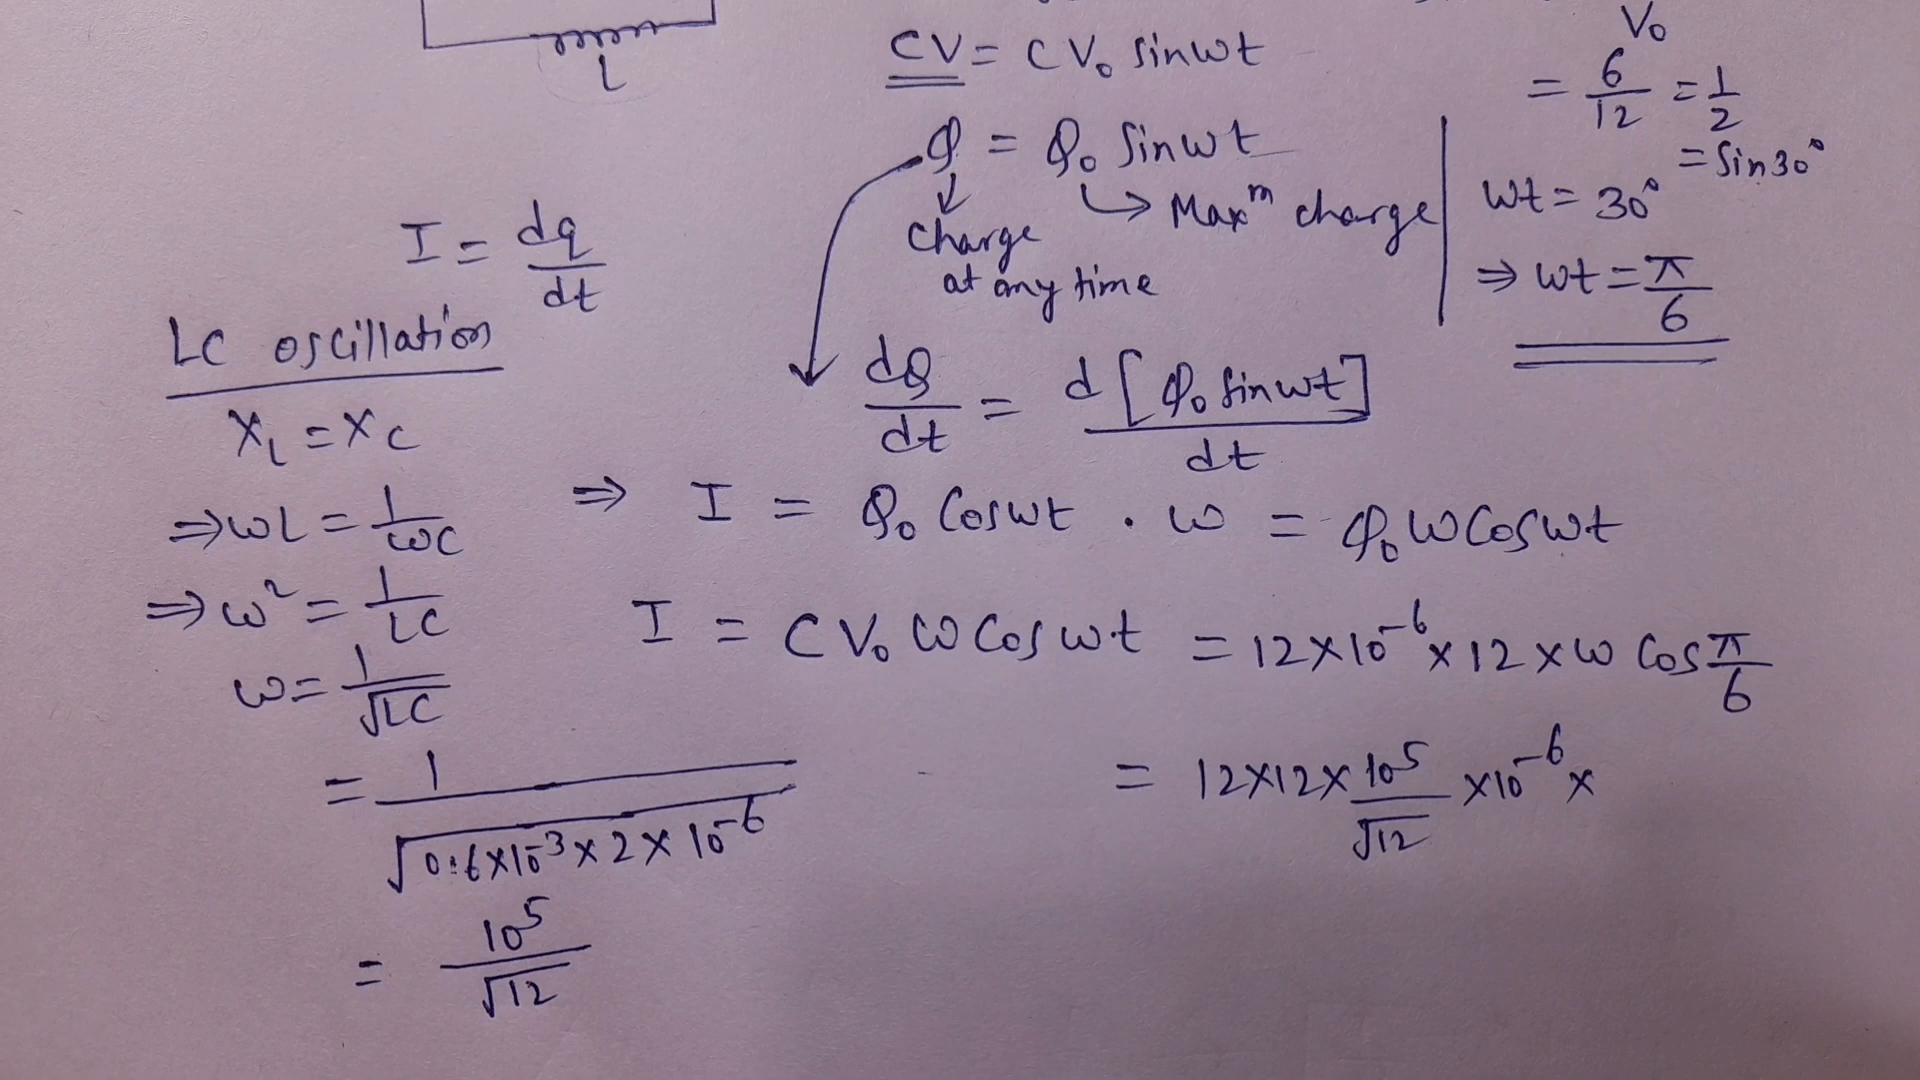 L
CV = CV₀ sinωt
Q = Q₀ Sinωt
Charge at any time
Maxᵐ charge
V₀
= 6/12 = 1/2
= Sin30°
ωt = 30°
⇒ ωt = π/6
I = dq/dt
dQ/dt = d[Q₀ Sinωt]/dt
⇒ I = Q₀ Cosωt . ω = Q₀ω Cosωt
I = CV₀ ω Cos ωt = 12×10⁻⁶×12×ω Cos π/6
= 12×12×10⁵/√12 ×10⁻⁶×
LC oscillation
X_L = X_C
⇒ ωL = 1/ωC
⇒ ω² = 1/LC
ω = 1/√LC
= 1/√0.6×10⁻³×2×10⁻⁶
= 10⁵/√12